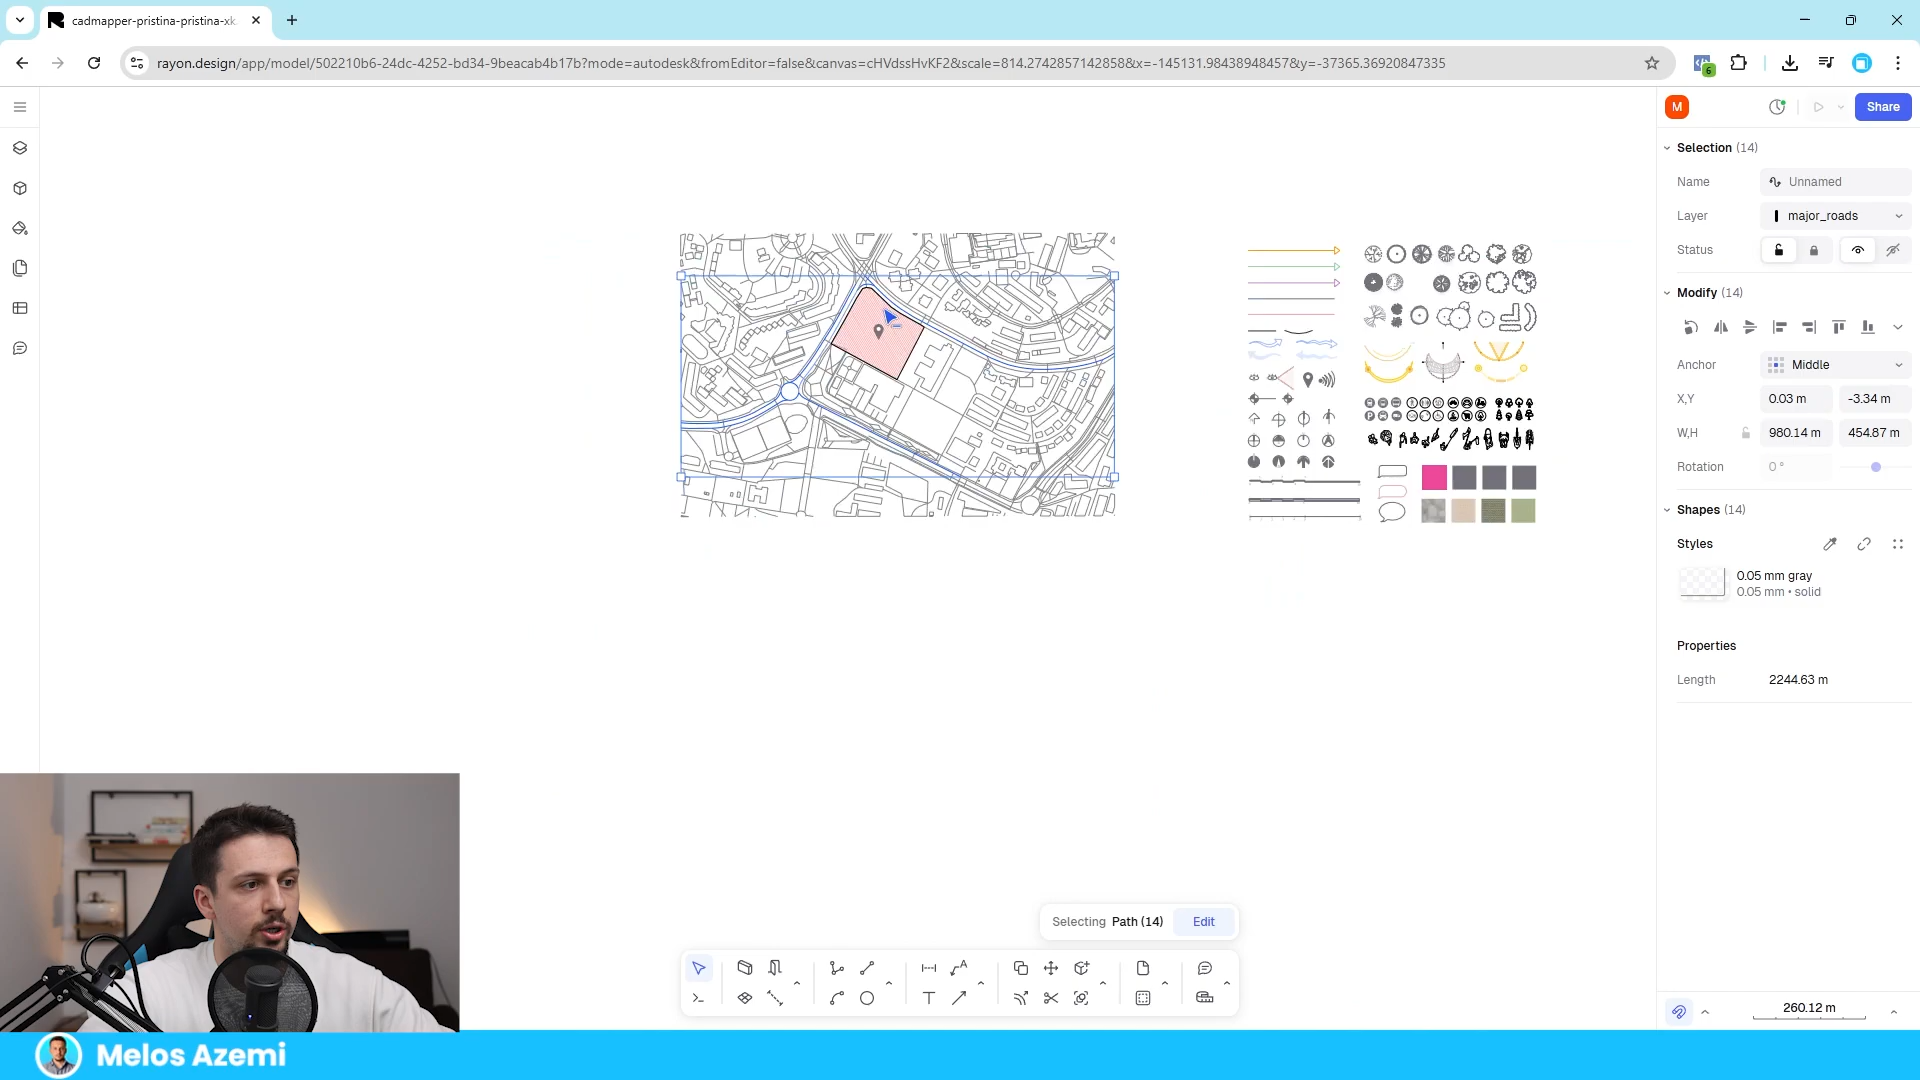 cadmapper-pristina-pristina-xk
rayon.design/app/model/502210b6-24dc-4252-bd34-9beacab4b17b?mode=autodesk&fromEditor=false&canvas=cHVdssHvKF2&scale=814.2742857142858&x=-145131.98438948457&y=-37365.36920847335
6
M
Share
Selection (14)
Name Unnamed
Layer major_roads
Status
Modify (14)
Anchor Middle
X,Y 0.03 m -3.34 m
W,H 980.14 m 454.87 m
Rotation 0 °
Shapes (14)
Styles
0.05 mm gray
0.05 mm • solid
Properties
Length 2244.63 m
Selecting Path (14) Edit
260.12 m
Melos Azemi